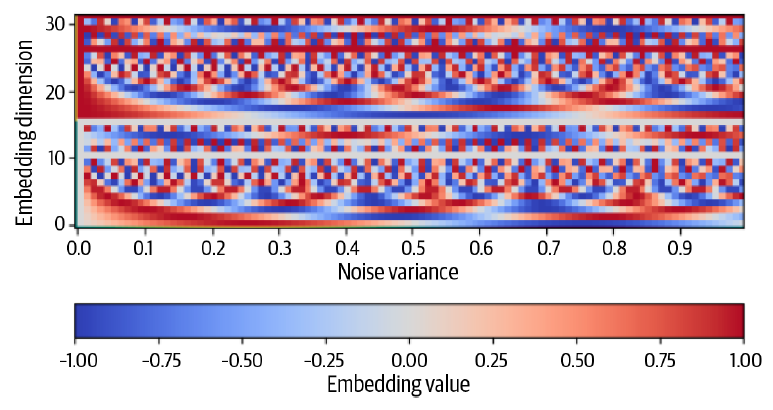 Embedding dimension
30
20
10
0
0.0 0.1 0.2 0.3 0.4 0.5 0.6 0.7 0.8 0.9
Noise variance
-1.00 -0.75 -0.50 -0.25 0.00 0.25 0.50 0.75 1.00
Embedding value